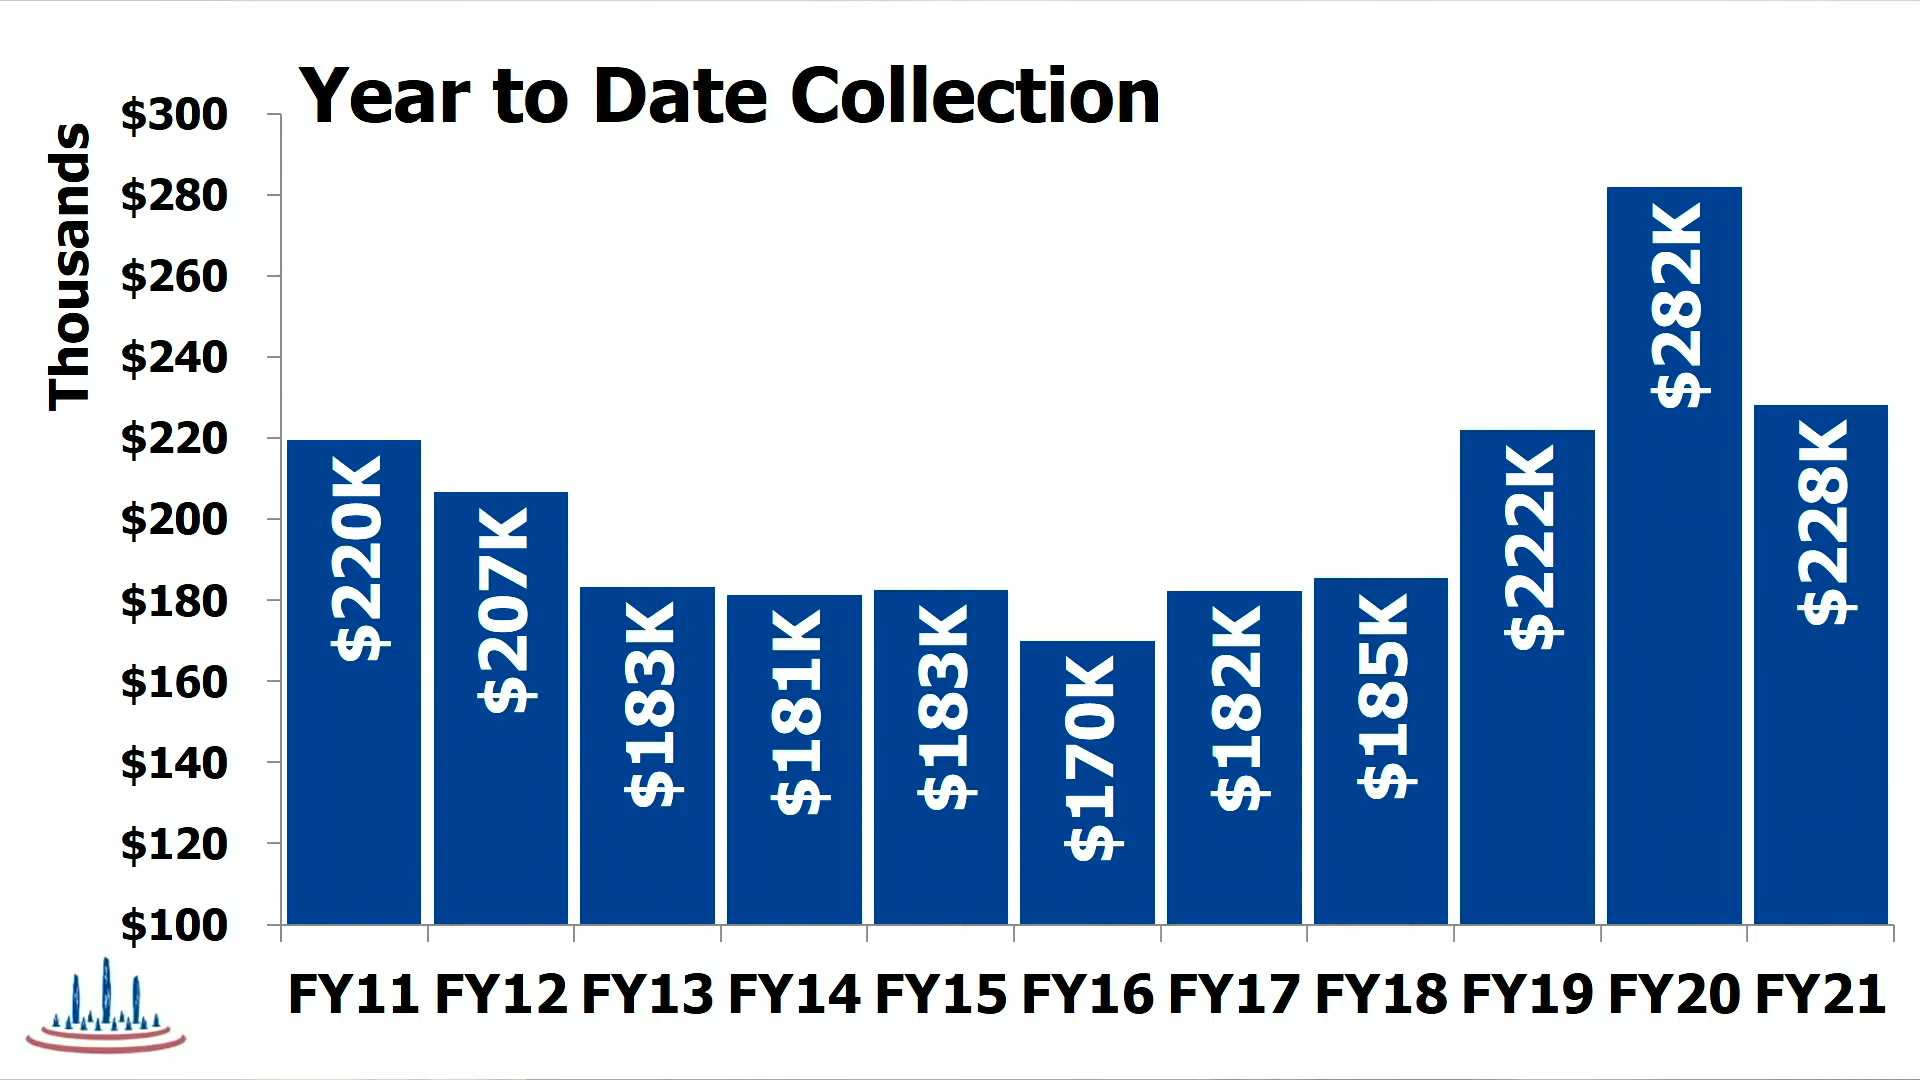 Year to Date Collection
Thousands
$300
$280
$260
$240
$220
$200
$180
$160
$140
$120
$100
$220K
$207K
$183K
$181K
$183K
$170K
$182K
$185K
$222K
$282K
$228K
FY11 FY12 FY13 FY14 FY15 FY16 FY17 FY18 FY19 FY20 FY21